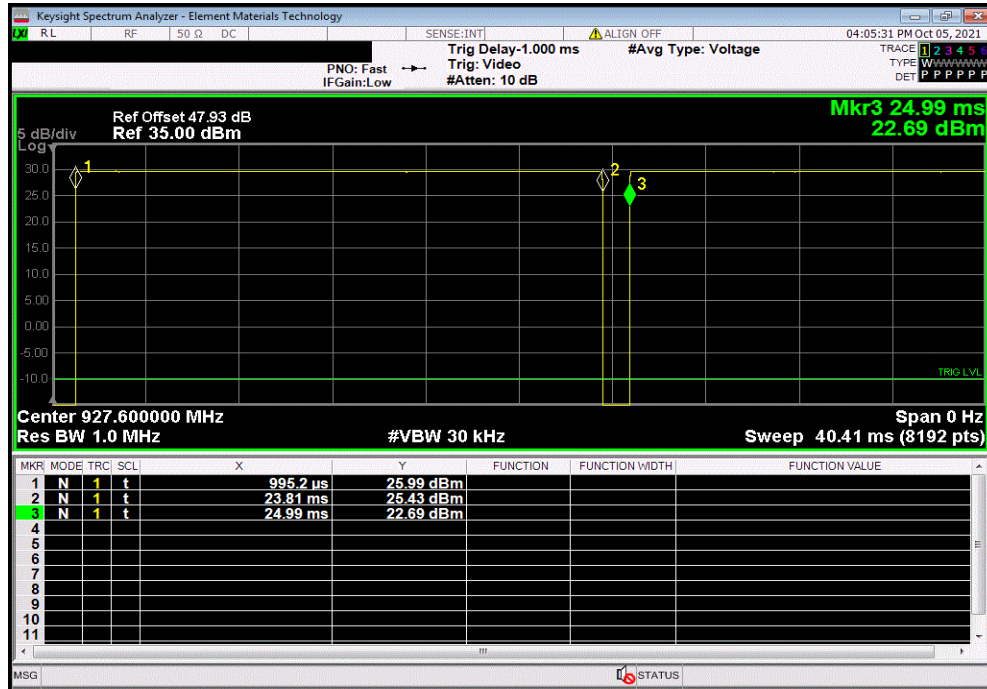 Keysight Spectrum Analyzer - Element Materials Technology
LXI RL RF 50 Ω DC SENSE:INT ALIGN OFF 04:05:31 PM Oct 05, 2021
Trig Delay-1.000 ms #Avg Type: Voltage TRACE 1 2 3 4 5 6
PNO: Fast Trig: Video TYPE WWWWWW
IFGain:Low #Atten: 10 dB DET P P P P P P
Mkr3 24.99 ms
Ref Offset 47.93 dB
5 dB/div Ref 35.00 dBm 22.69 dBm
Log
1 2 3
30.0
25.0
20.0
15.0
10.0
5.00
0.00
-5.00
-10.0 TRIG LVL
Center 927.600000 MHz Span 0 Hz
Res BW 1.0 MHz #VBW 30 kHz Sweep 40.41 ms (8192 pts)
MKR MODE TRC SCL X Y FUNCTION FUNCTION WIDTH FUNCTION VALUE
1 N 1 t 995.2 µs 25.99 dBm
2 N 1 t 23.81 ms 25.43 dBm
3 N 1 t 24.99 ms 22.69 dBm
4
5
6
7
8
9
10
11
MSG STATUS